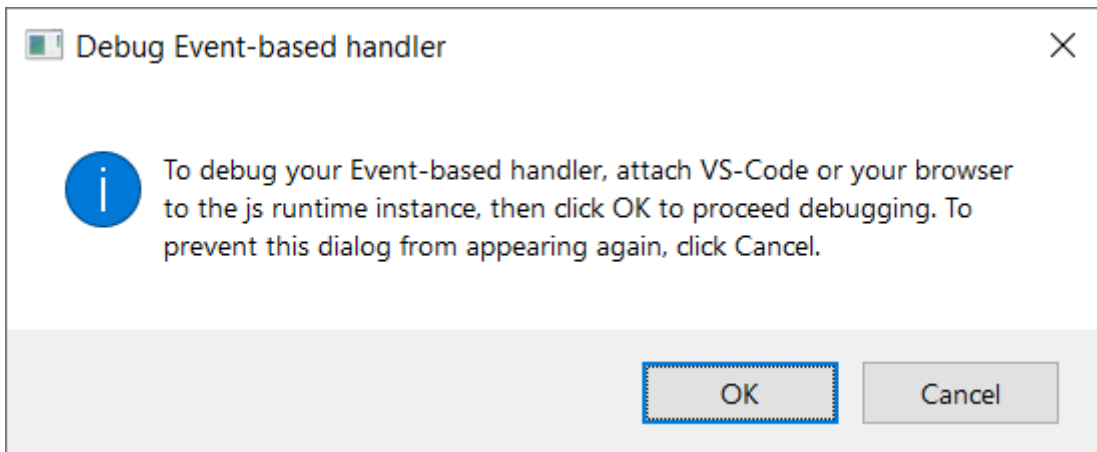 Debug Event-based handler
To debug your Event-based handler, attach VS-Code or your browser
to the js runtime instance, then click OK to proceed debugging. To
prevent this dialog from appearing again, click Cancel.
OK
Cancel